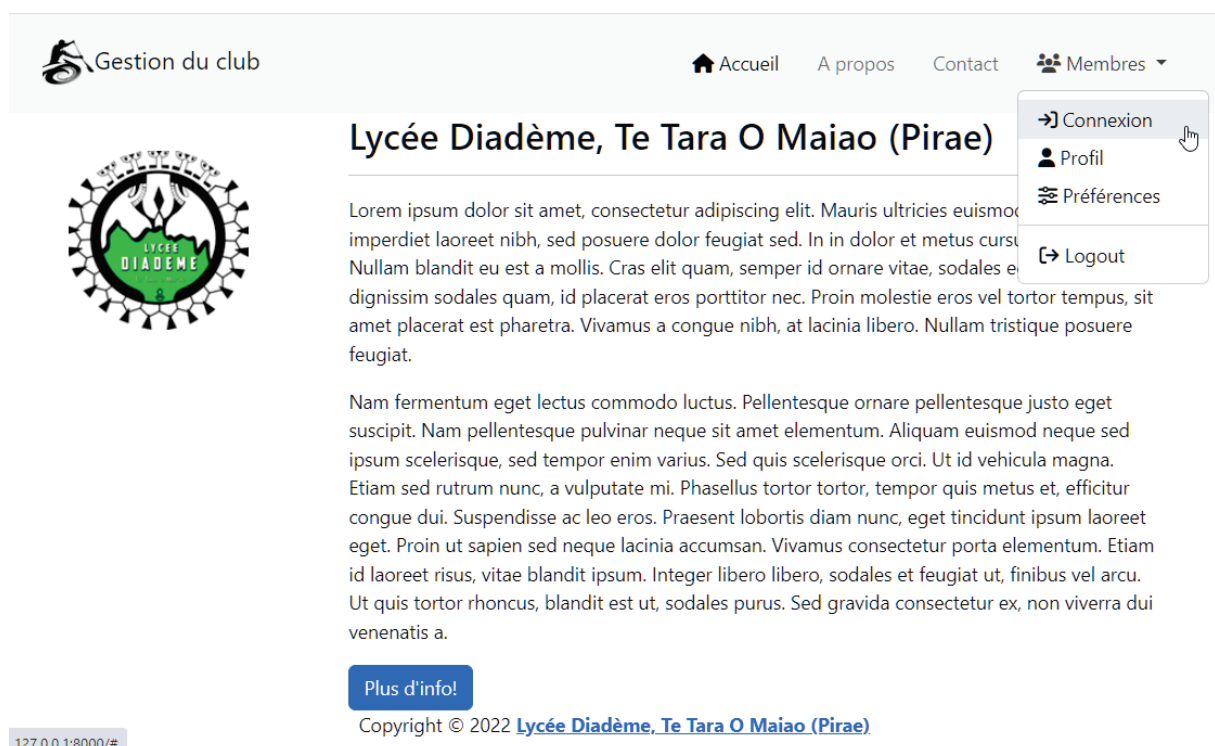 Gestion du club
Accueil
A propos
Contact
Membres
Connexion
Profil
Préférences
Logout
LYCEE
DIADEME
Lycée Diadème, Te Tara O Maiao (Pirae)
Lorem ipsum dolor sit amet, consectetur adipiscing elit. Mauris ultricies
imperdiet laoreet nibh, sed posuere dolor feugiat sed. In in dolor et metus
Nullam blandit eu est a mollis. Cras elit quam, semper id ornare vitae, sodales
dignissim sodales quam, id placerat eros porttitor nec. Proin molestie eros vel tortor tempus, sit
amet placerat est pharetra. Vivamus a congue nibh, at lacinia libero. Nullam tristique posuere
feugiat.
Nam fermentum eget lectus commodo luctus. Pellentesque ornare pellentesque justo eget
suscipit. Nam pellentesque pulvinar neque sit amet elementum. Aliquam euismod neque sed
ipsum scelerisque, sed tempor enim varius. Sed quis scelerisque orci. Ut id vehicula magna.
Etiam sed rutrum nunc, a vulputate mi. Phasellus tortor tortor, tempor quis metus et, efficitur
congue dui. Suspendisse ac leo eros. Praesent lobortis diam nunc, eget tincidunt ipsum laoreet
eget. Proin ut sapien sed neque lacinia accumsan. Vivamus consectetur porta elementum. Etiam
id laoreet risus, vitae blandit ipsum. Integer libero libero, sodales et feugiat ut, finibus vel arcu.
Ut quis tortor rhoncus, blandit est ut, sodales purus. Sed gravida consectetur ex, non viverra dui
venenatis a.
Plus d'info!
Copyright © 2022 Lycée Diadème, Te Tara O Maiao (Pirae)
127.0.0.1:8000/#